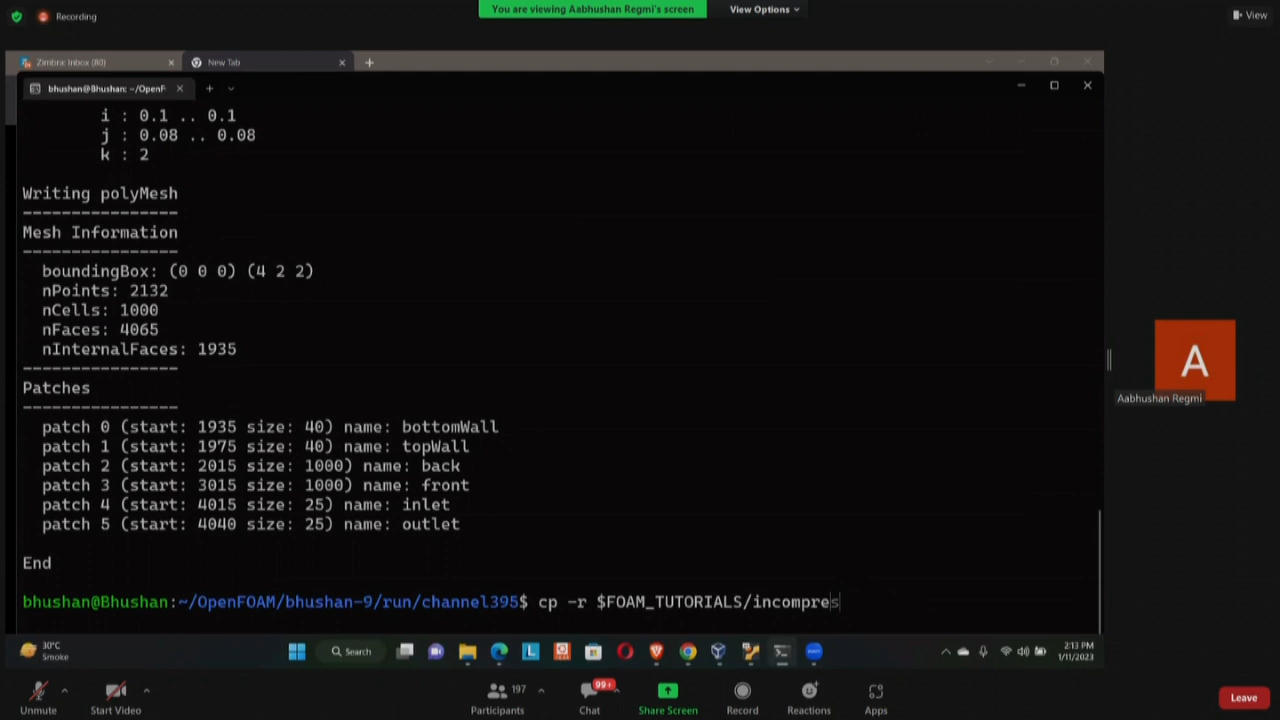 Recording
You are viewing Aabhushan Regmi's screen
View Options
View
Zimbra: Inbox (80)
New Tab
bhushan@Bhushan: ~/OpenF
i : 0.1 .. 0.1
j : 0.08 .. 0.08
k : 2
Writing polyMesh
----------------
Mesh Information
----------------
boundingBox: (0 0 0) (4 2 2)
nPoints: 2132
nCells: 1000
nFaces: 4065
nInternalFaces: 1935
----------------
Patches
----------------
patch 0 (start: 1935 size: 40) name: bottomWall
patch 1 (start: 1975 size: 40) name: topWall
patch 2 (start: 2015 size: 1000) name: back
patch 3 (start: 3015 size: 1000) name: front
patch 4 (start: 4015 size: 25) name: inlet
patch 5 (start: 4040 size: 25) name: outlet
End
bhushan@Bhushan:~/OpenFOAM/bhushan-9/run/channel395$ cp -r $FOAM_TUTORIALS/incompres
A
Aabhushan Regmi
30°C
Smoke
Search
L
2:13 PM
1/11/2023
Unmute
Start Video
197
Participants
99+
Chat
Share Screen
Record
Reactions
Apps
Leave